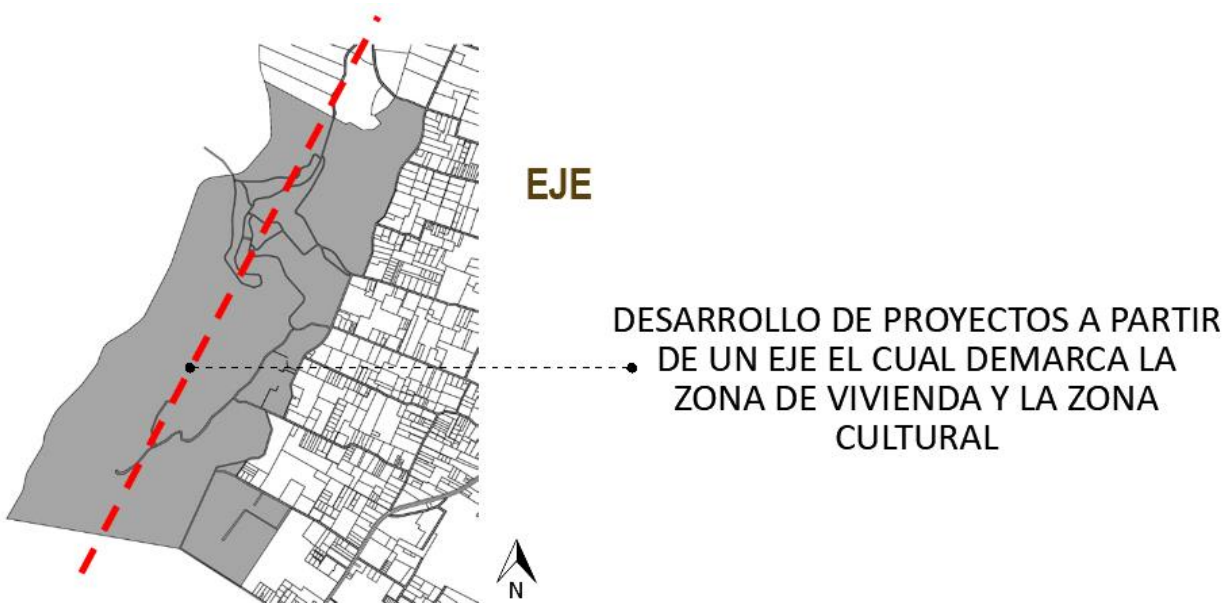 EJE
DESARROLLO DE PROYECTOS A PARTIR
DE UN EJE EL CUAL DEMARCA LA
ZONA DE VIVIENDA Y LA ZONA
CULTURAL
N